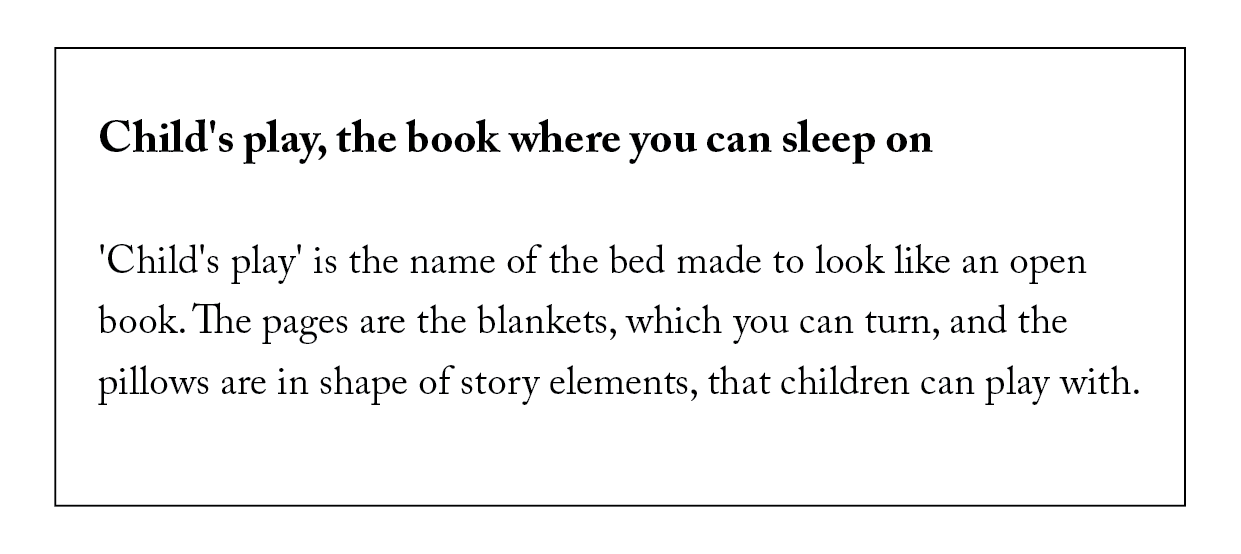 Child's play, the book where you can sleep on
'Child's play' is the name of the bed made to look like an open
book. The pages are the blankets, which you can turn, and the
pillows are in shape of story elements, that children can play with.